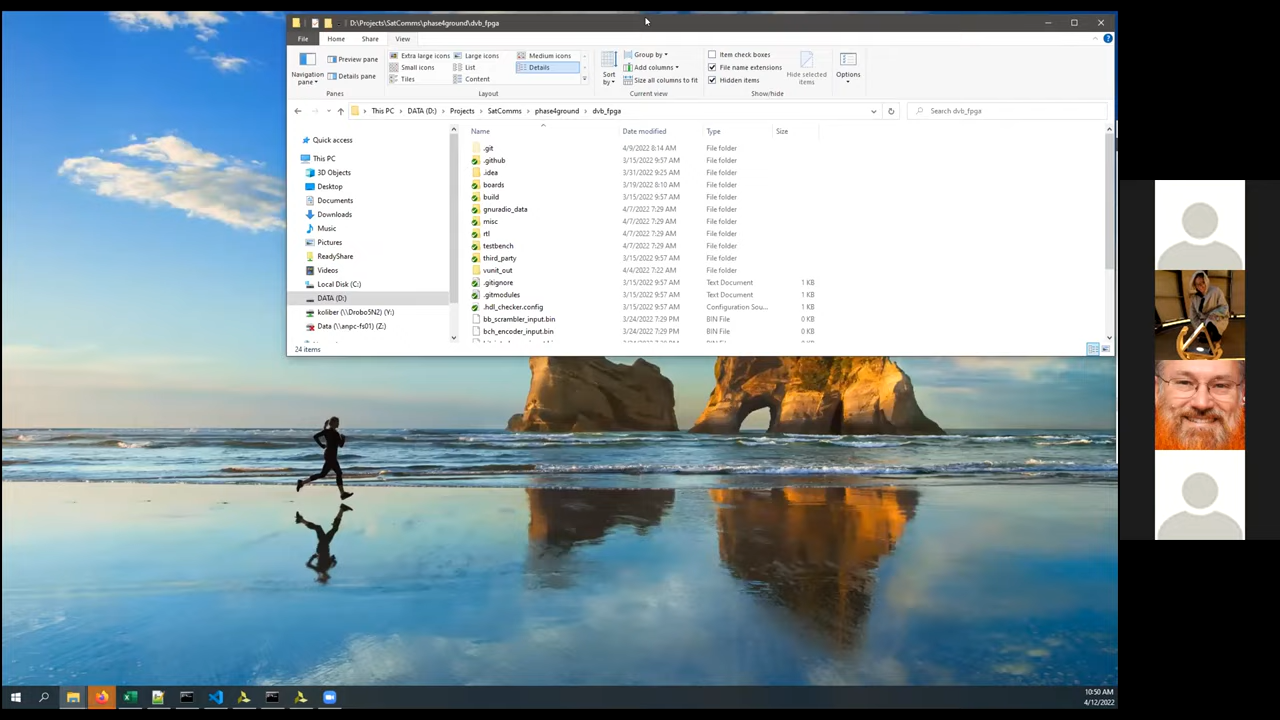 D:\Projects\SatComms\phase4ground\dvb_fpga
File Home Share View
Navigation pane
Preview pane
Details pane
Panes
Extra large icons Large icons Medium icons
Small icons List Details
Tiles Content
Layout
Sort by
Group by
Add columns
Size all columns to fit
Current view
Item check boxes
File name extensions
Hidden items
Hide selected items
Show/hide
Options
This PC DATA (D:) Projects SatComms phase4ground dvb_fpga
Search dvb_fpga
Quick access
This PC
3D Objects
Desktop
Documents
Downloads
Music
Pictures
ReadyShare
Videos
Local Disk (C:)
DATA (D:)
koliber (\\Drobo5N2) (Y:)
Data (\\anpc-fs01) (Z:)
Name Date modified Type Size
.git 4/9/2022 8:14 AM File folder
.github 3/15/2022 9:57 AM File folder
.idea 3/31/2022 9:25 AM File folder
boards 3/19/2022 8:10 AM File folder
build 3/15/2022 9:57 AM File folder
gnuradio_data 4/7/2022 7:29 AM File folder
misc 4/7/2022 7:29 AM File folder
rtl 4/7/2022 7:29 AM File folder
testbench 4/7/2022 7:29 AM File folder
third_party 3/15/2022 9:57 AM File folder
vunit_out 4/4/2022 7:22 AM File folder
.gitignore 3/15/2022 9:57 AM Text Document 1 KB
.gitmodules 3/15/2022 9:57 AM Text Document 1 KB
.hdl_checker.config 3/15/2022 9:57 AM Configuration Sou... 1 KB
bb_scrambler_input.bin 3/24/2022 7:29 PM BIN File 0 KB
bch_encoder_input.bin 3/24/2022 7:29 PM BIN File 0 KB
24 items
10:50 AM
4/12/2022